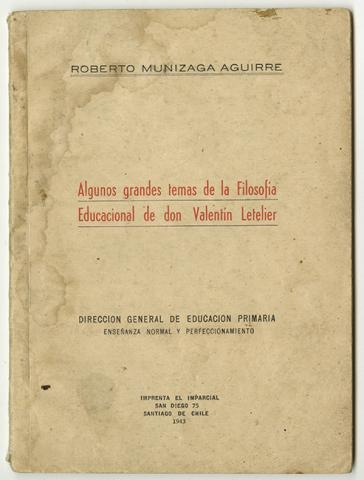 ROBERTO MUNIZAGA AGUIRRE
Algunos grandes temas de la Filosofía
Educacional de don Valentín Letelier
DIRECCION GENERAL DE EDUCACION PRIMARIA
ENSEÑANZA NORMAL Y PERFECCIONAMIENTO
IMPRENTA EL IMPARCIAL
SAN DIEGO 75
SANTIAGO DE CHILE
1943